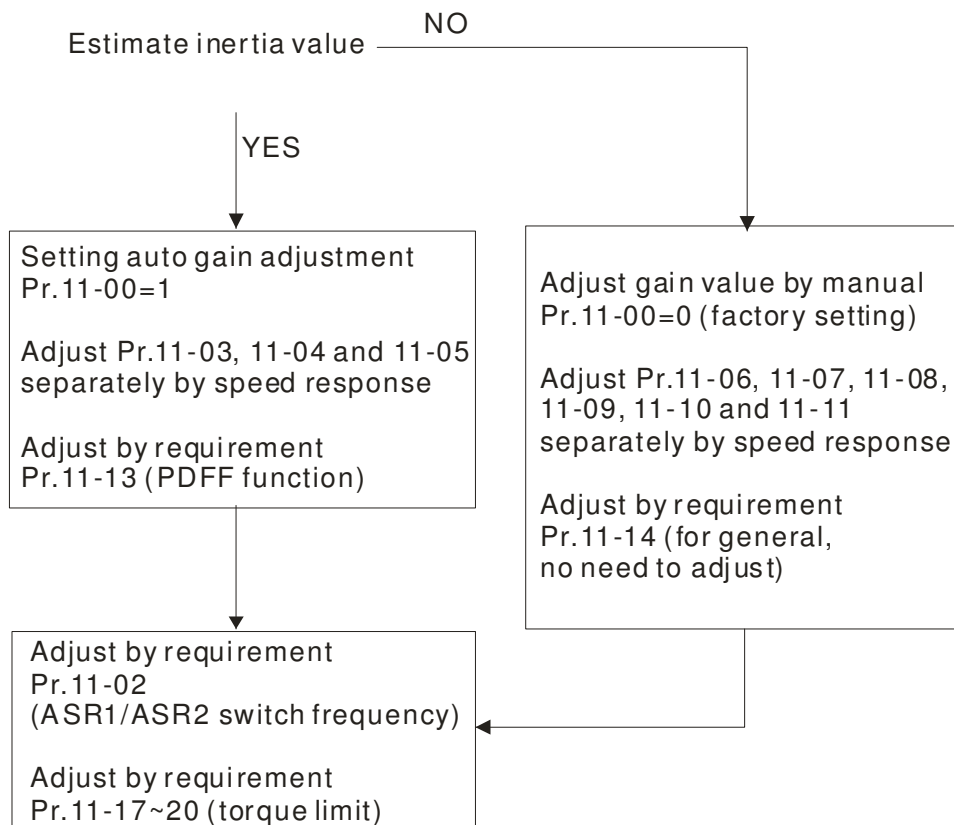 NO
Estimate inertia value
YES
Setting auto gain adjustment
Pr.11-00=1
Adjust Pr.11-03, 11-04 and 11-05
separately by speed response
Adjust by requirement
Pr.11-13 (PDFF function)
Adjust gain value by manual
Pr.11-00=0 (factory setting)
Adjust Pr.11-06, 11-07, 11-08,
11-09, 11-10 and 11-11
separately by speed response
Adjust by requirement
Pr.11-14 (for general,
no need to adjust)
Adjust by requirement
Pr.11-02
(ASR1/ASR2 switch frequency)
Adjust by requirement
Pr.11-17~20 (torque limit)